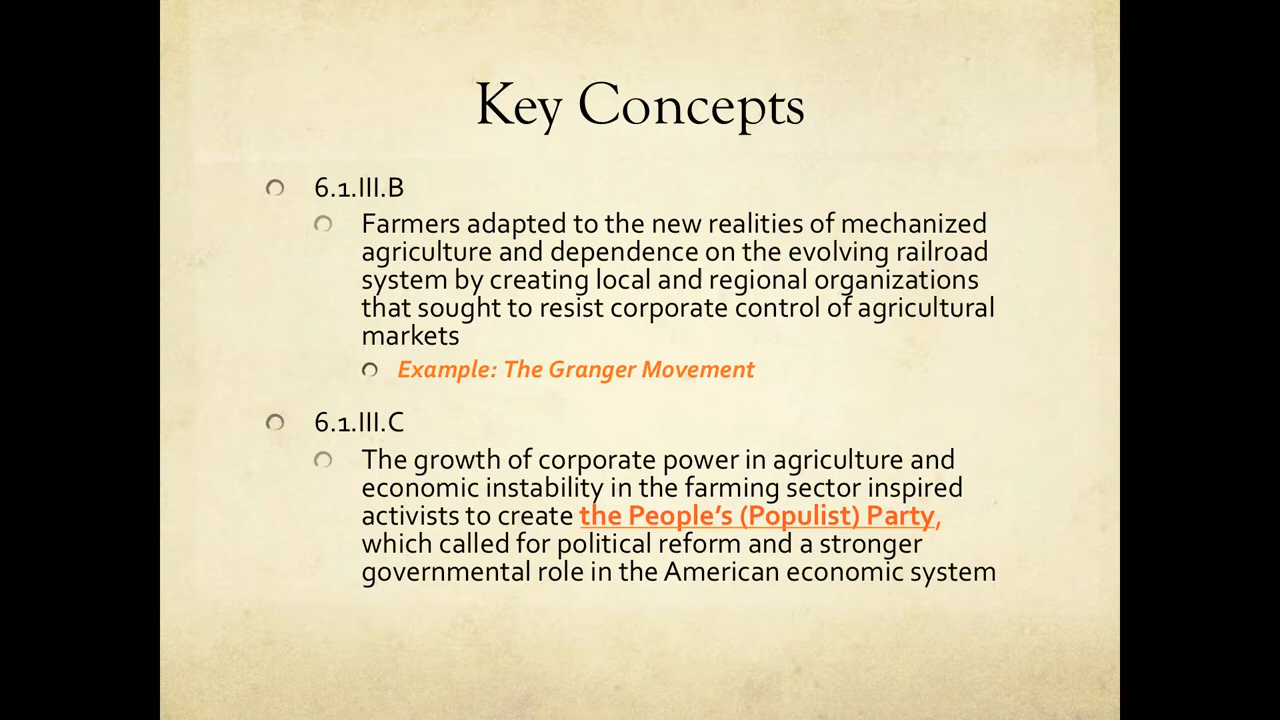 Key Concepts
6.1.III.B
Farmers adapted to the new realities of mechanized
agriculture and dependence on the evolving railroad
system by creating local and regional organizations
that sought to resist corporate control of agricultural
markets
Example: The Granger Movement
6.1.III.C
The growth of corporate power in agriculture and
economic instability in the farming sector inspired
activists to create the People’s (Populist) Party,
which called for political reform and a stronger
governmental role in the American economic system